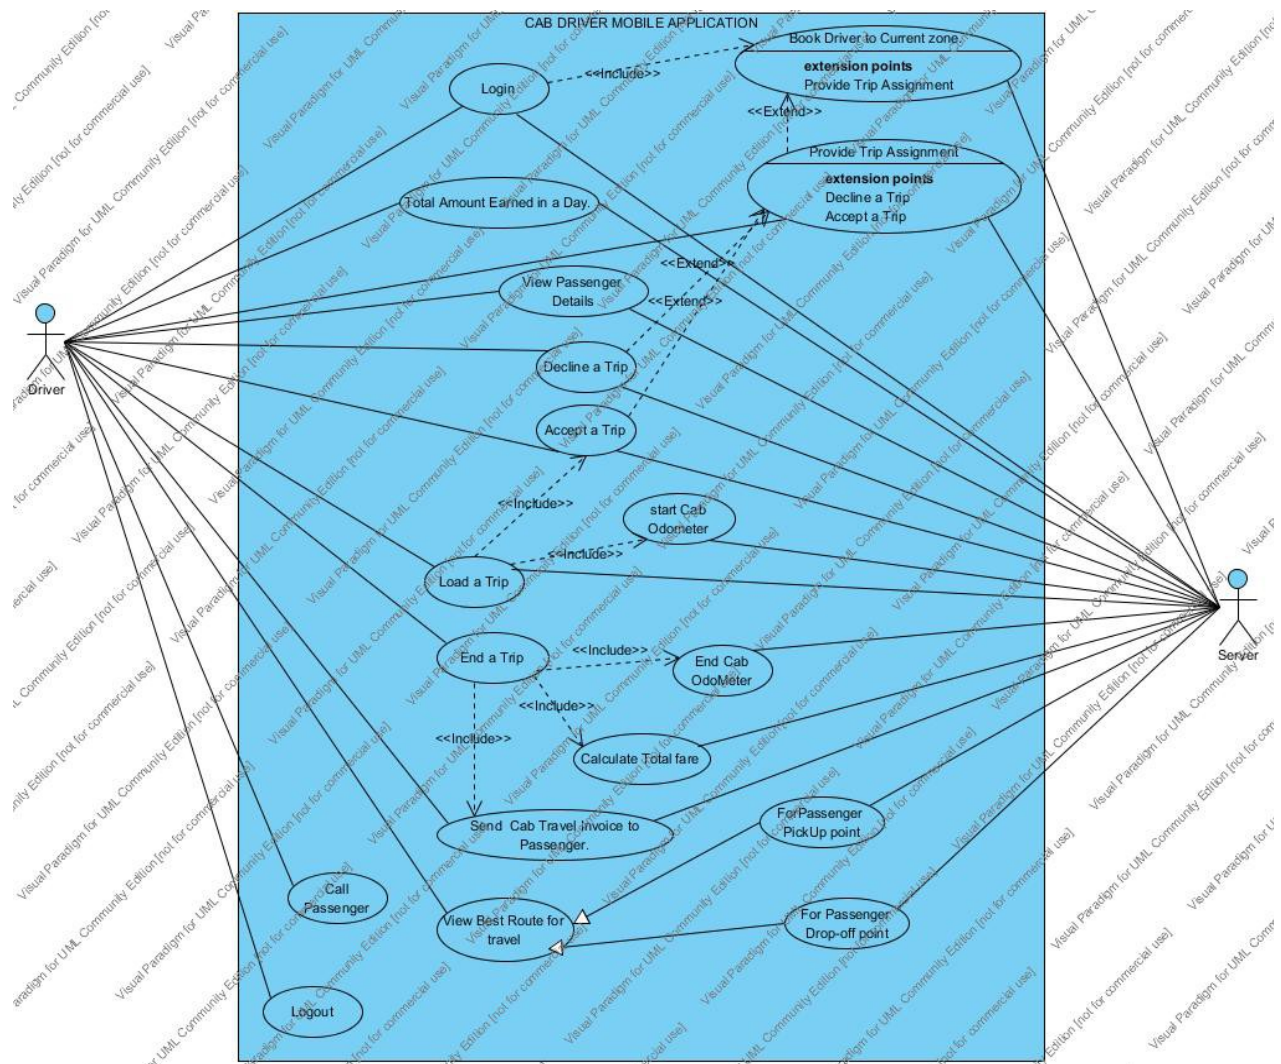 CAB DRIVER MOBILE APPLICATION
Book Driver to Current zone.
extension points
Provide Trip Assignment
<<Include>>
Login
<<Extend>>
Provide Trip Assignment
extension points
Decline a Trip
Accept a Trip
Total Amount Earned in a Day.
<<Extend>>
View Passenger
Details
<<Extend>>
Driver
Decline a Trip
Accept a Trip
<<Include>>
start Cab
Odometer
<<Include>>
Load a Trip
End a Trip
<<Include>>
End Cab
OdoMeter
Server
<<Include>>
<<Include>>
Calculate Total fare
Send Cab Travel Invoice to
Passenger.
ForPassenger
PickUp point
Call
Passenger
View Best Route for
travel
For Passenger
Drop-off point
Logout
Visual Paradigm for UML Community Edition [not for commercial use]